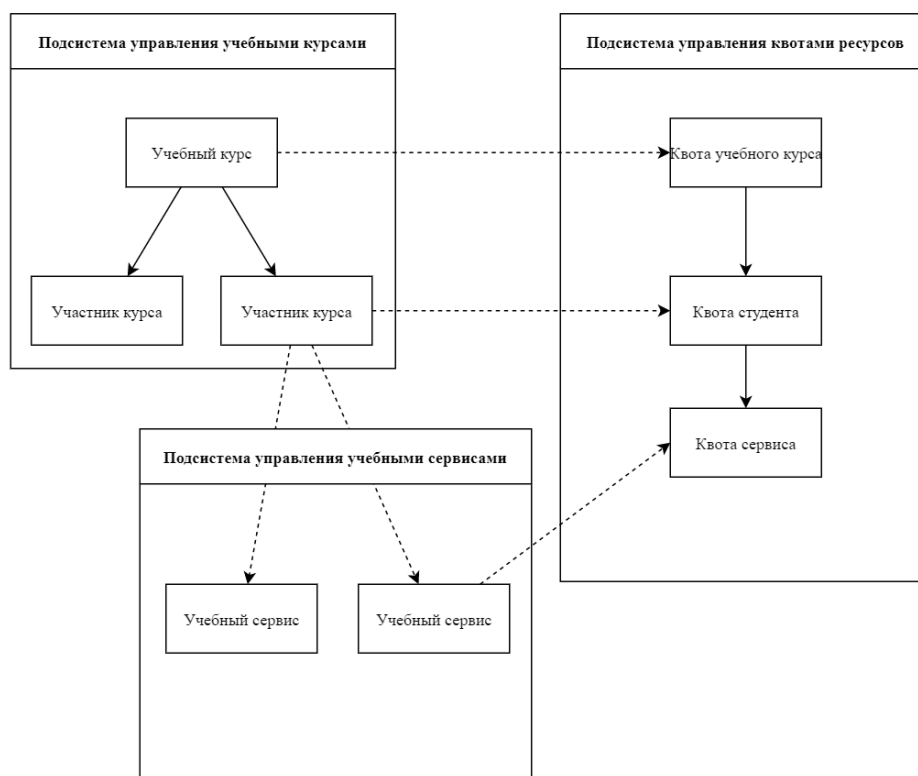 Подсистема управления учебными курсами
Подсистема управления квотами ресурсов
Учебный курс
Квота учебного курса
Участник курса
Участник курса
Квота студента
Квота сервиса
Подсистема управления учебными сервисами
Учебный сервис
Учебный сервис